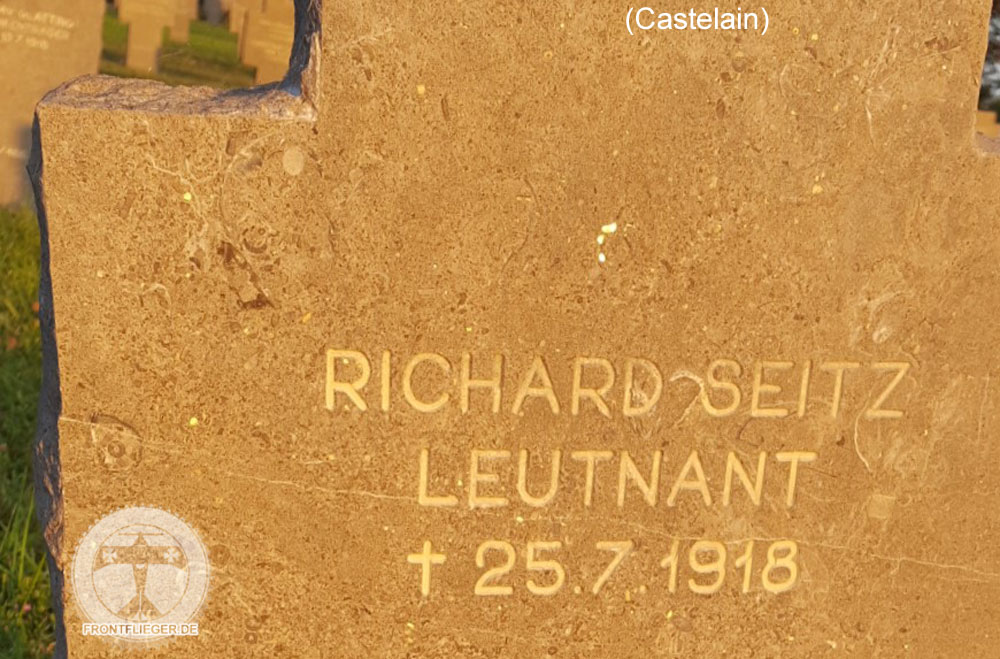 (Castelain)
RICHARD SEITZ
LEUTNANT
† 25.7.1918
FRONTFLIEGER.DE